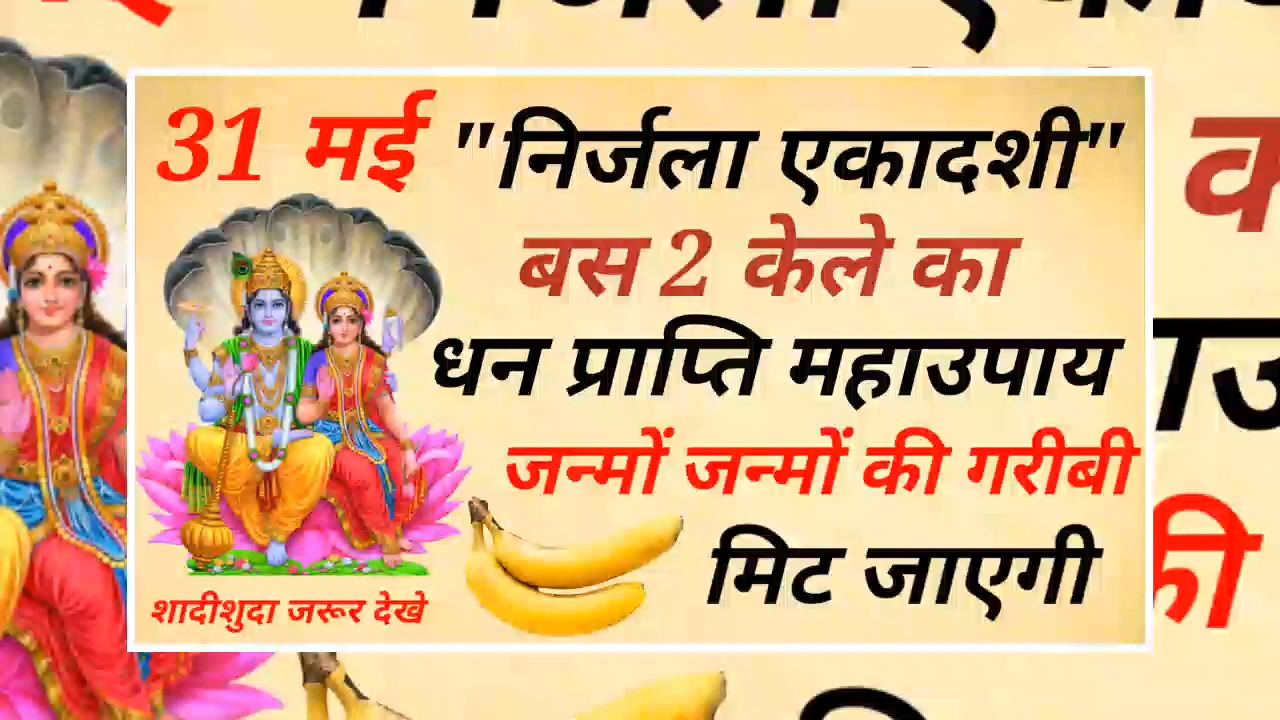 31 मई "निर्जला एकादशी"
बस 2 केले का
धन प्राप्ति महाउपाय
जन्मों जन्मों की गरीबी
मिट जाएगी
शादीशुदा जरूर देखे